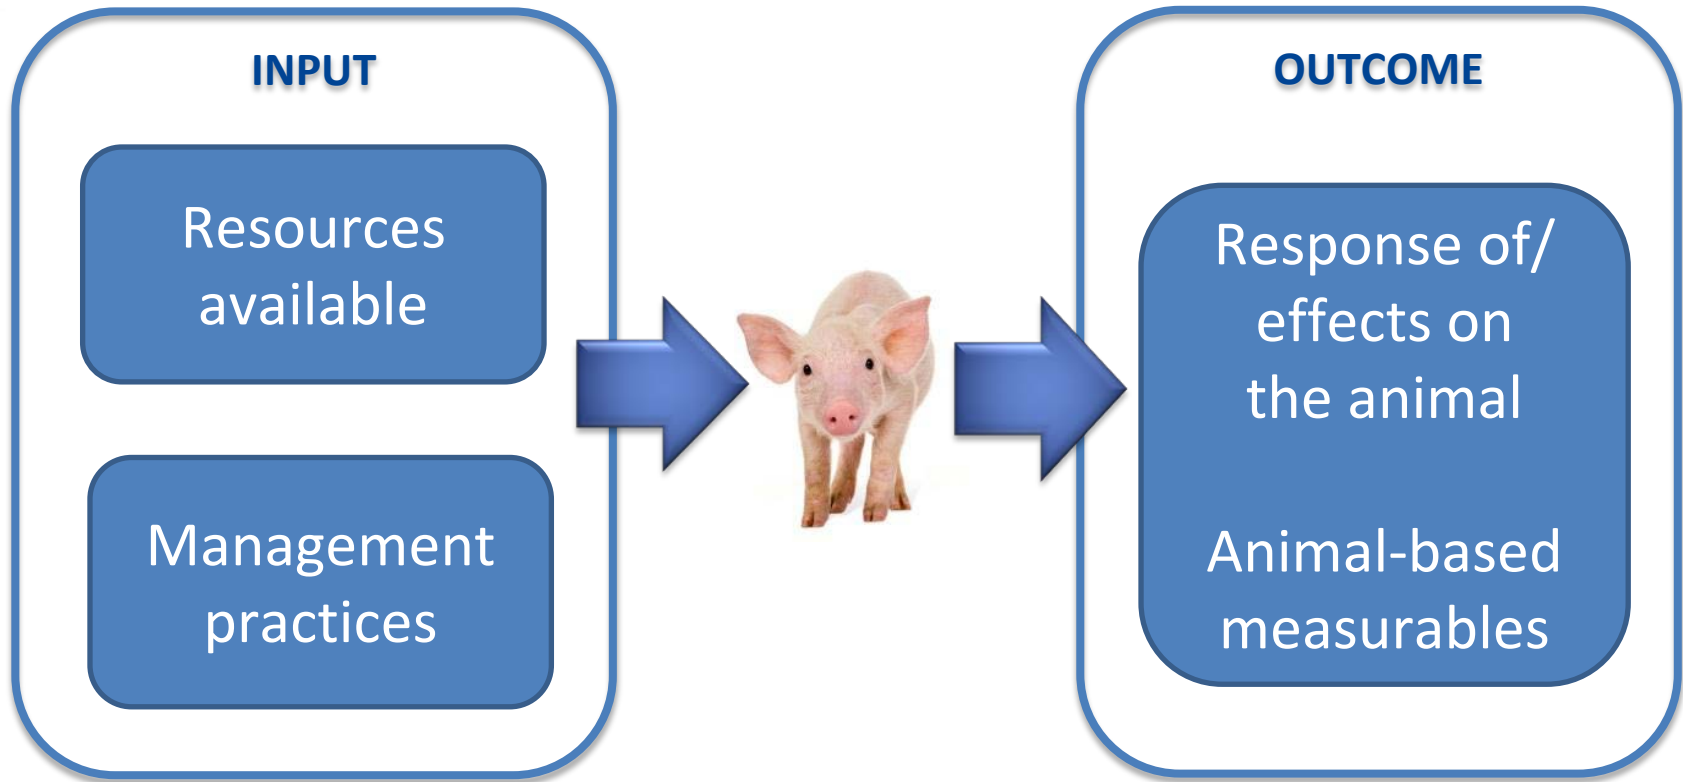 INPUT
Resources
available
Management
practices
OUTCOME
Response of/
effects on
the animal
Animal-based
measurables